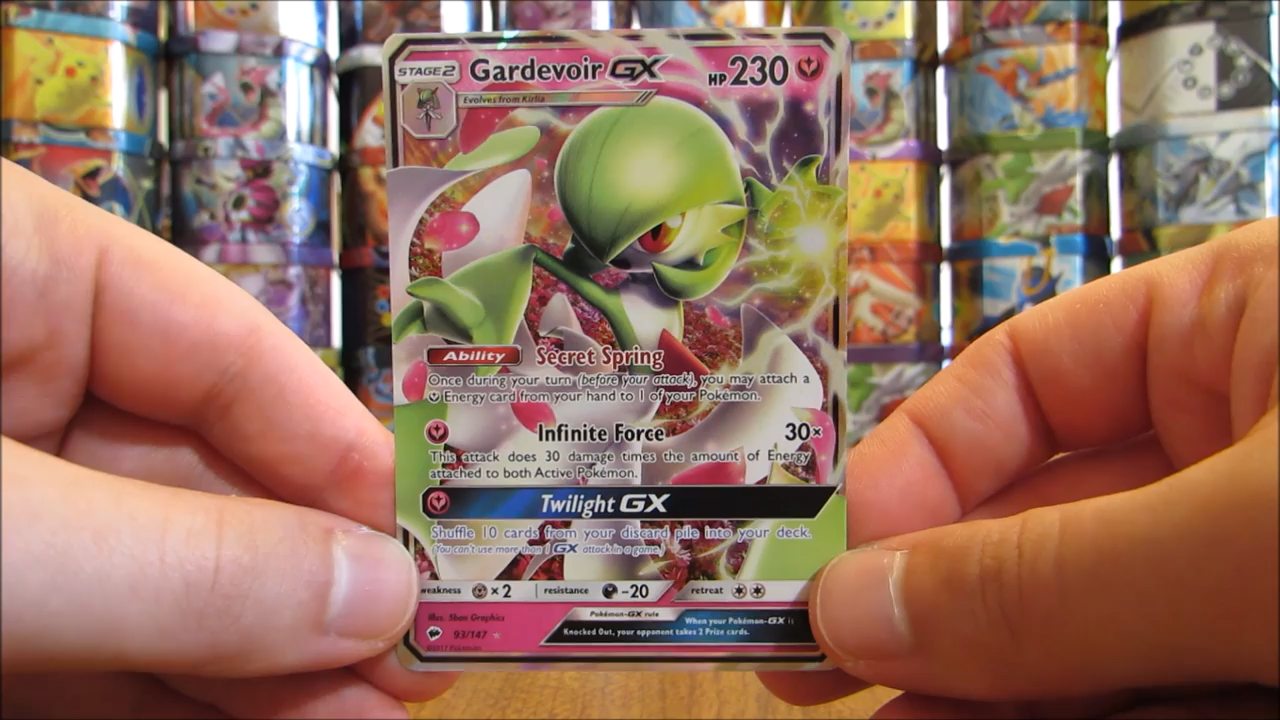 STAGE2 Gardevoir GX HP 230
Evolves from Kirlia
Ability Secret Spring
Once during your turn (before your attack), you may attach a
Energy card from your hand to 1 of your Pokémon.
Infinite Force 30×
This attack does 30 damage times the amount of Energy
attached to both Active Pokémon.
Twilight GX
Shuffle 10 cards from your discard pile into your deck.
(You can't use more than 1 GX attack in a game.)
weakness ×2 resistance -20 retreat
Illus. 5ban Graphics
Pokémon-GX rule
When your Pokémon-GX is
93/147
Knocked Out, your opponent takes 2 Prize cards.
©2017 Pokémon